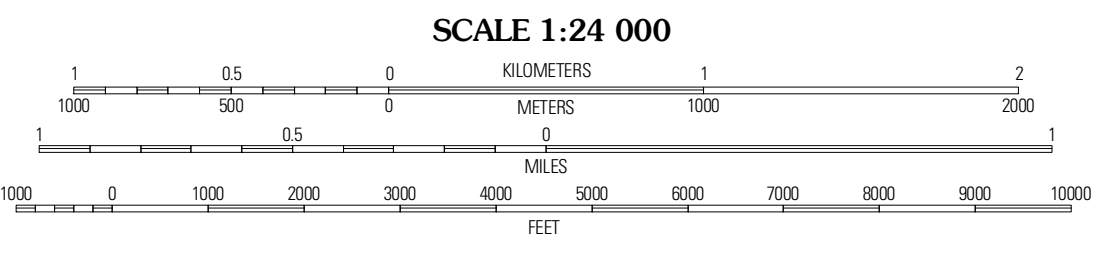 SCALE 1:24 000
1 0.5 0 KILOMETERS 1 2
1000 500 0 METERS 1000 2000
1 0.5 0 1
MILES
1000 0 1000 2000 3000 4000 5000 6000 7000 8000 9000 10000
FEET